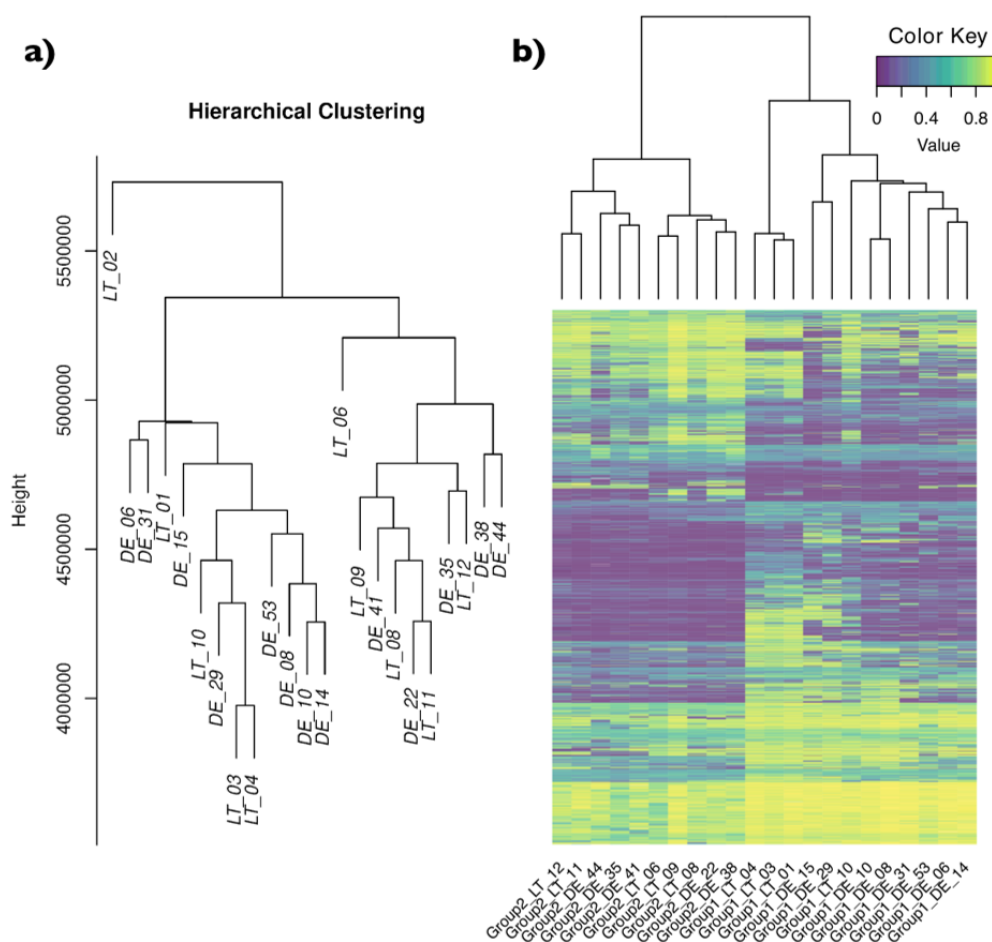 a)
Hierarchical Clustering
Height
5500000
5000000
4500000
4000000
LT_02
DE_06
DE_31
LT_01
DE_15
LT_10
DE_29
LT_03
LT_04
DE_53
DE_08
DE_10
DE_14
LT_06
LT_09
DE_41
LT_08
DE_22
LT_11
DE_35
LT_12
DE_38
DE_44
b)
Color Key
0 0.4 0.8
Value
Group2_LT_12
Group2_LT_11
Group2_DE_44
Group2_DE_35
Group2_DE_41
Group2_LT_06
Group2_LT_09
Group2_LT_08
Group2_DE_22
Group2_DE_38
Group1_LT_04
Group1_LT_03
Group1_LT_01
Group1_DE_15
Group1_DE_29
Group1_LT_10
Group1_DE_10
Group1_DE_08
Group1_DE_31
Group1_DE_53
Group1_DE_06
Group1_DE_14